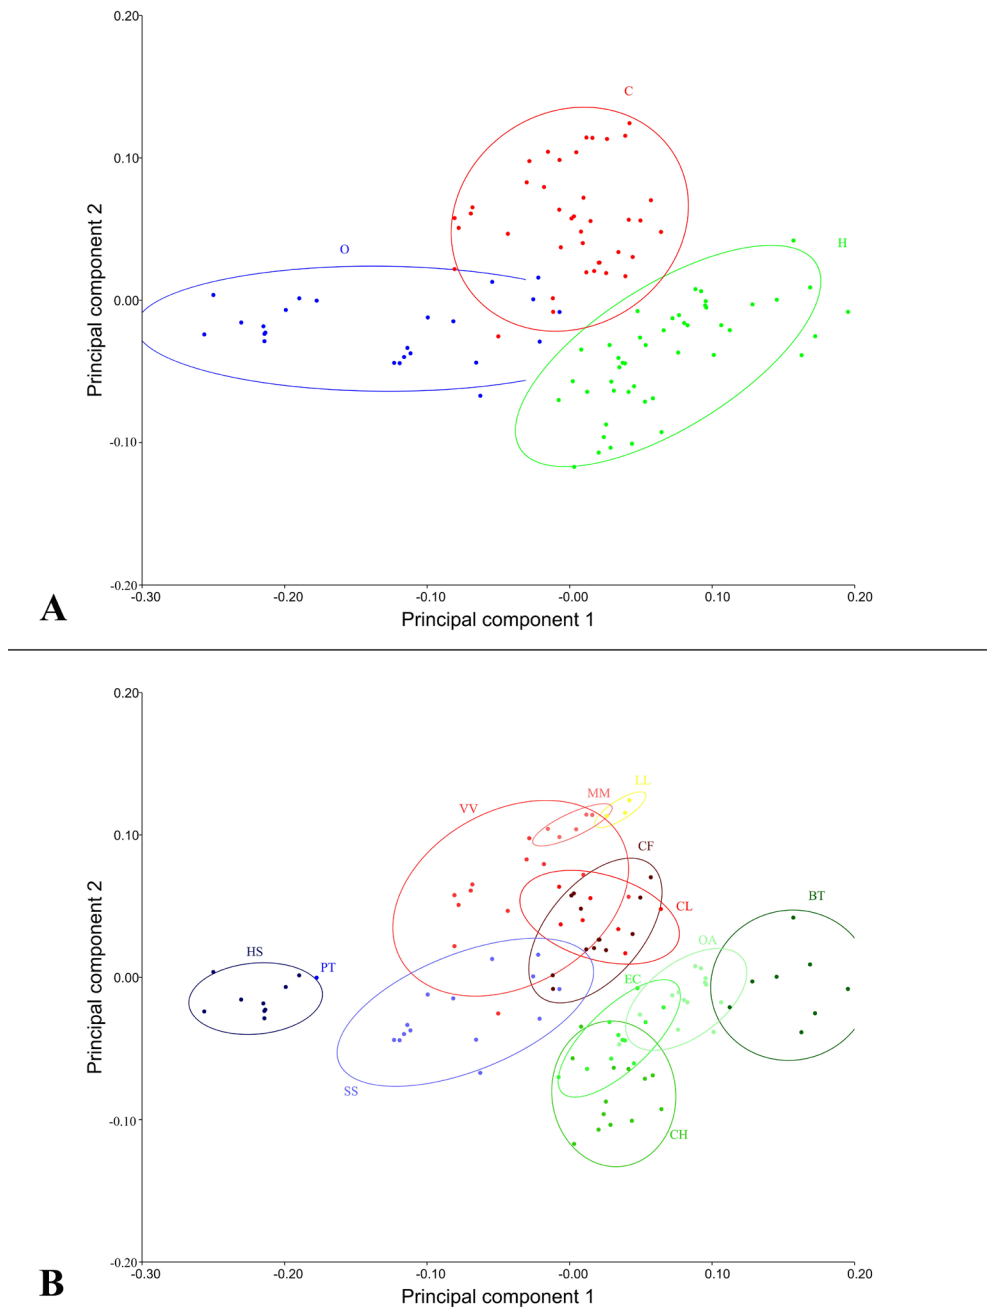 0.20
C
0.10
H
O
Principal component 2
0.00
-0.10
-0.20
-0.30 -0.20 -0.10 -0.00 0.10 0.20
A
Principal component 1
0.20
LL
MM
VV
0.10
CF
BT
CL
OA
Principal component 2
HS
PT
EC
0.00
SS
-0.10
CH
-0.20
-0.30 -0.20 -0.10 -0.00 0.10 0.20
B
Principal component 1